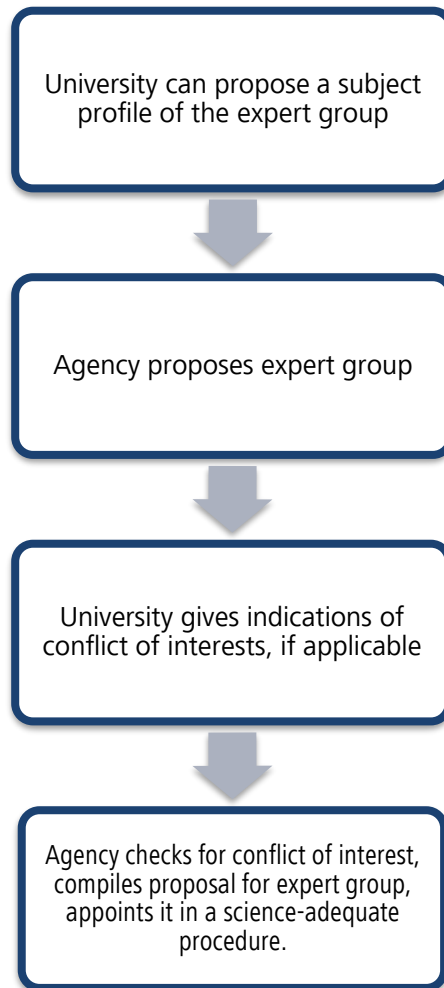 University can propose a subject
profile of the expert group
Agency proposes expert group
University gives indications of
conflict of interests, if applicable
Agency checks for conflict of interest,
compiles proposal for expert group,
appoints it in a science-adequate
procedure.